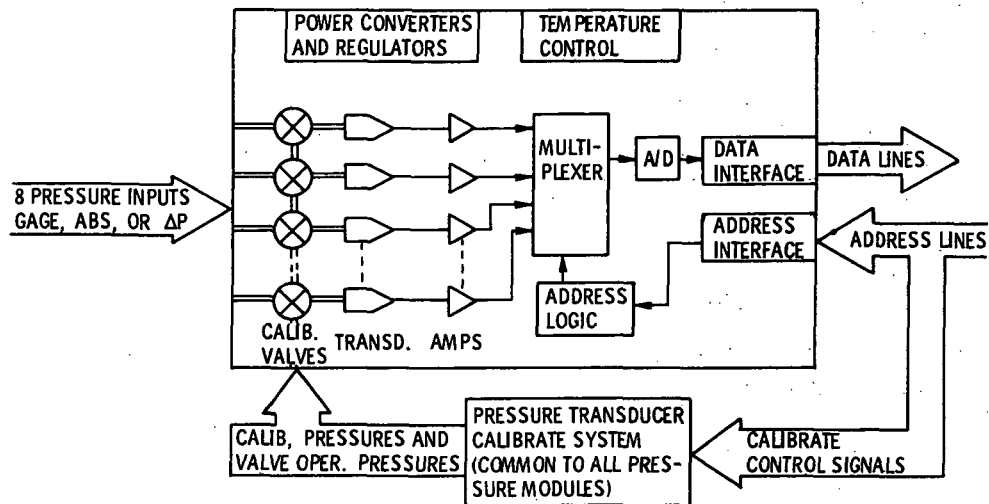 POWER CONVERTERS
AND REGULATORS
TEMPERATURE
CONTROL
8 PRESSURE INPUTS
GAGE, ABS, OR ΔP
MULTI-
PLEXER
A/D
DATA
INTERFACE
DATA LINES
ADDRESS
INTERFACE
ADDRESS LINES
ADDRESS
LOGIC
CALIB.
VALVES
TRANSD.
AMPS
CALIB, PRESSURES AND
VALVE OPER. PRESSURES
PRESSURE TRANSDUCER
CALIBRATE SYSTEM
(COMMON TO ALL PRES-
SURE MODULES)
CALIBRATE
CONTROL SIGNALS